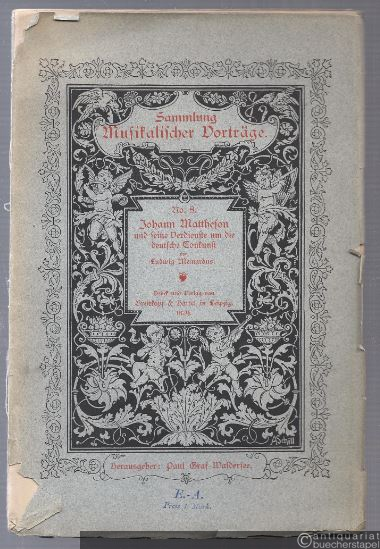 Sammlung
Musikalischer Vorträge.
No. 8.
Johann Mattheson
und seine Verdienste um die
deutsche Tonkunst
Ludwig Meinardus.
Druck und Verlag von
Breitkopf & Härtel in Leipzig.
Herausgeber: Paul Graf Waldersee.
E.-A.
Preis 1 Mark.
antiquariat
buecherstapel